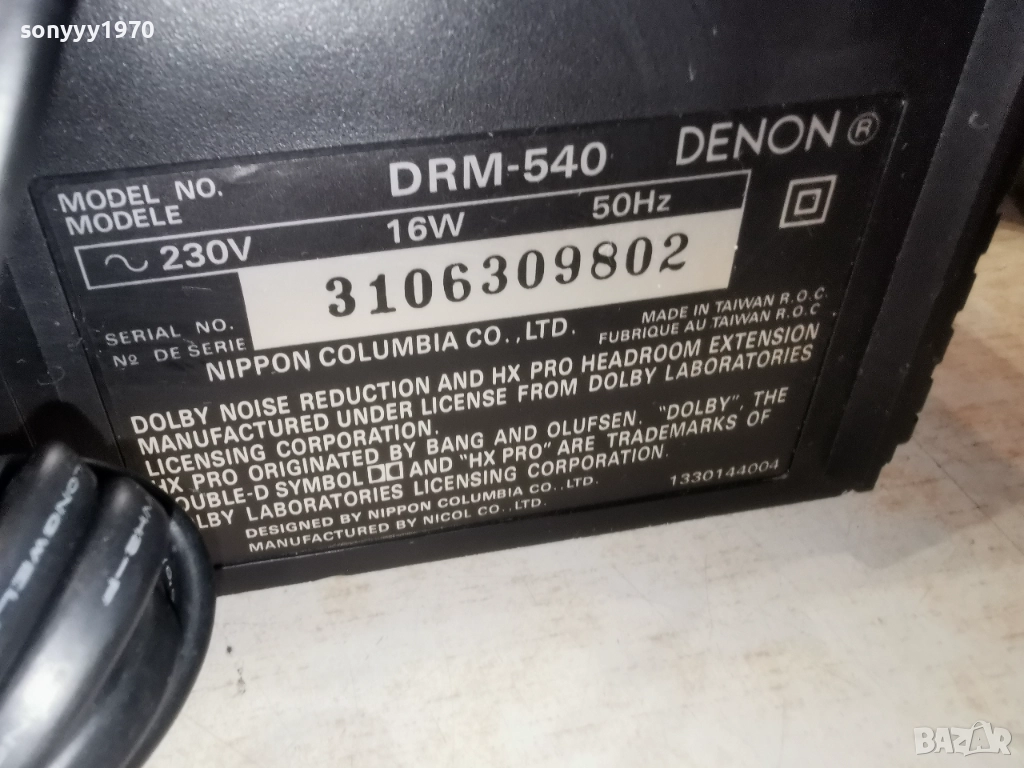 sonyyy1970
MODEL NO. DRM-540 DENON ®
MODELE
~ 230V 16W 50Hz
SERIAL NO. 3106309802
Nº DE SERIE
MADE IN TAIWAN R.O.C.
FUBRIQUE AU TAIWAN R.O.C
NIPPON COLUMBIA CO., LTD.
DOLBY NOISE REDUCTION AND HX PRO HEADROOM EXTENSION
MANUFACTURED UNDER LICENSE FROM DOLBY LABORATORIES
LICENSING CORPORATION.
HX PRO ORIGINATED BY BANG AND OLUFSEN. "DOLBY", THE
DOUBLE-D SYMBOL AND "HX PRO" ARE TRADEMARKS OF
DOLBY LABORATORIES LICENSING CORPORATION.
DESIGNED BY NIPPON COLUMBIA CO., LTD. 1330144004
MANUFACTURED BY NICOL CO., LTD.
BAZAR